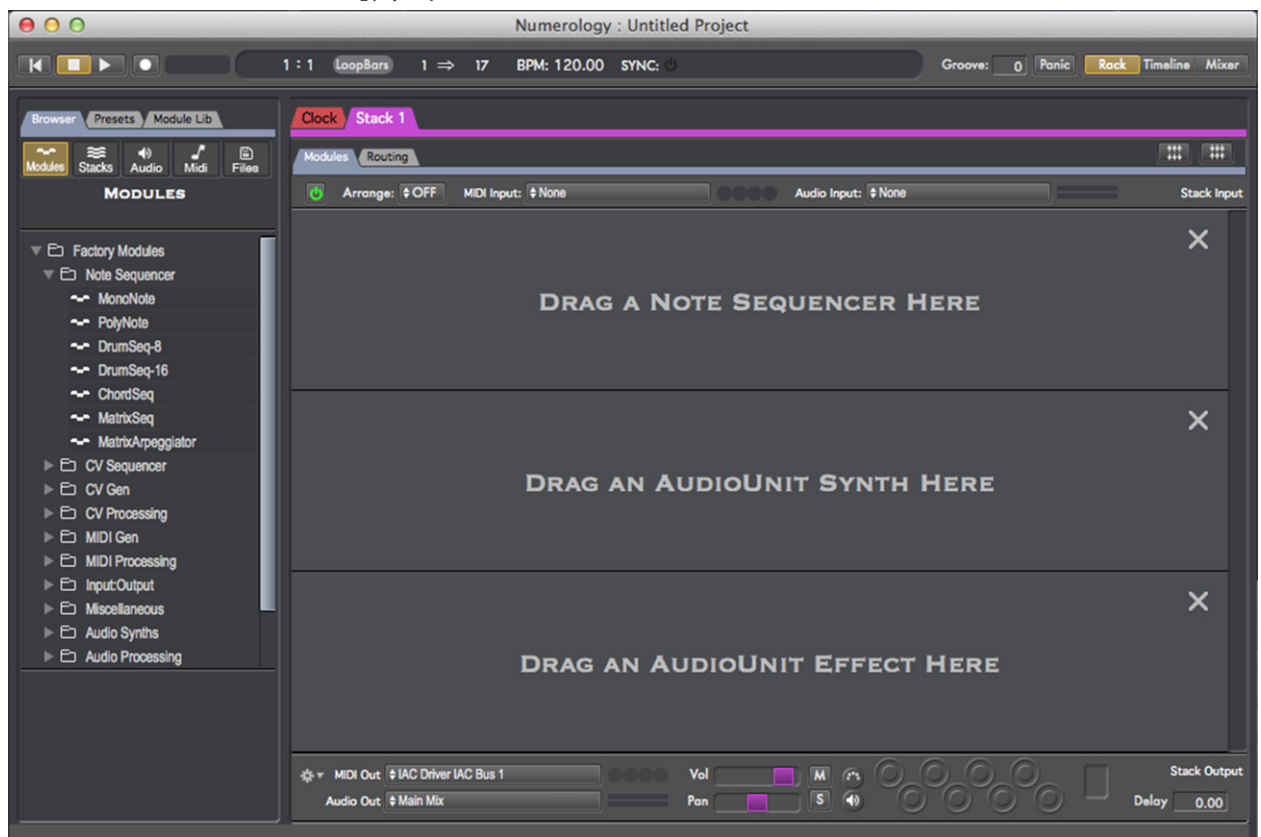 Numerology : Untitled Project
1 : 1 LoopBars 1 ⇒ 17 BPM: 120.00 SYNC: Groove: 0 Panic Rack Timeline Mixer
Browser Presets Module Lib
Clock Stack 1
Modules Stacks Audio Midi Files
Modules Routing
MODULES
Arrange: OFF MIDI Input: None Audio Input: None Stack Input
Factory Modules
Note Sequencer
MonoNote
PolyNote
DrumSeq-8
DrumSeq-16
ChordSeq
MatrixSeq
MatrixArpeggiator
CV Sequencer
CV Gen
CV Processing
MIDI Gen
MIDI Processing
Input:Output
Miscellaneous
Audio Synths
Audio Processing
DRAG A NOTE SEQUENCER HERE
DRAG AN AUDIOUNIT SYNTH HERE
DRAG AN AUDIOUNIT EFFECT HERE
MIDI Out IAC Driver IAC Bus 1 Vol M Stack Output
Audio Out Main Mix Pan S Delay 0.00